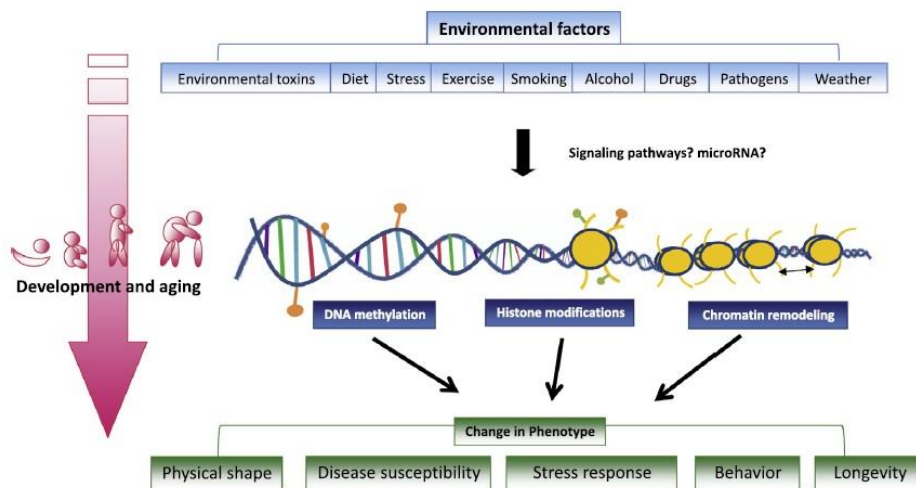 Environmental factors
Environmental toxins Diet Stress Exercise Smoking Alcohol Drugs Pathogens Weather
Signaling pathways? microRNA?
Development and aging
DNA methylation Histone modifications Chromatin remodeling
Change in Phenotype
Physical shape Disease susceptibility Stress response Behavior Longevity